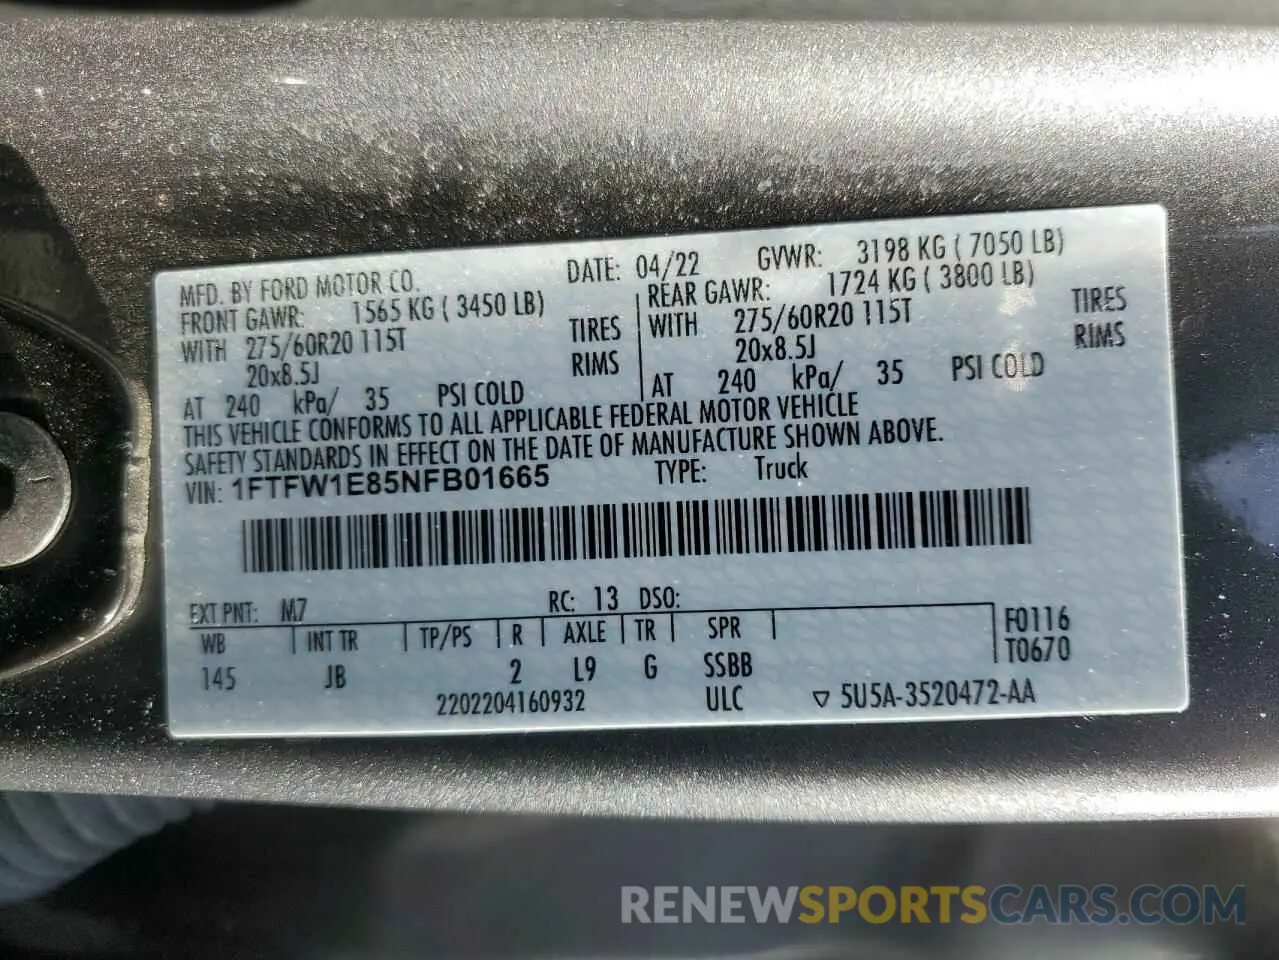 MFD. BY FORD MOTOR CO. DATE: 04/22 GVWR: 3198 KG ( 7050 LB)
FRONT GAWR: 1565 KG ( 3450 LB) REAR GAWR: 1724 KG ( 3800 LB)
WITH 275/60R20 115T TIRES WITH 275/60R20 115T TIRES
20x8.5J RIMS 20x8.5J RIMS
AT 240 kPa/ 35 PSI COLD AT 240 kPa/ 35 PSI COLD
THIS VEHICLE CONFORMS TO ALL APPLICABLE FEDERAL MOTOR VEHICLE
SAFETY STANDARDS IN EFFECT ON THE DATE OF MANUFACTURE SHOWN ABOVE.
VIN: 1FTFW1E85NFB01665 TYPE: Truck
EXT PNT: M7 RC: 13 DSO:
WB INT TR TP/PS R AXLE TR SPR F0116
145 JB 2 L9 G SSBB T0670
2202204160932 ULC ▽ 5U5A-3520472-AA
RENEWSPORTSCARS.COM